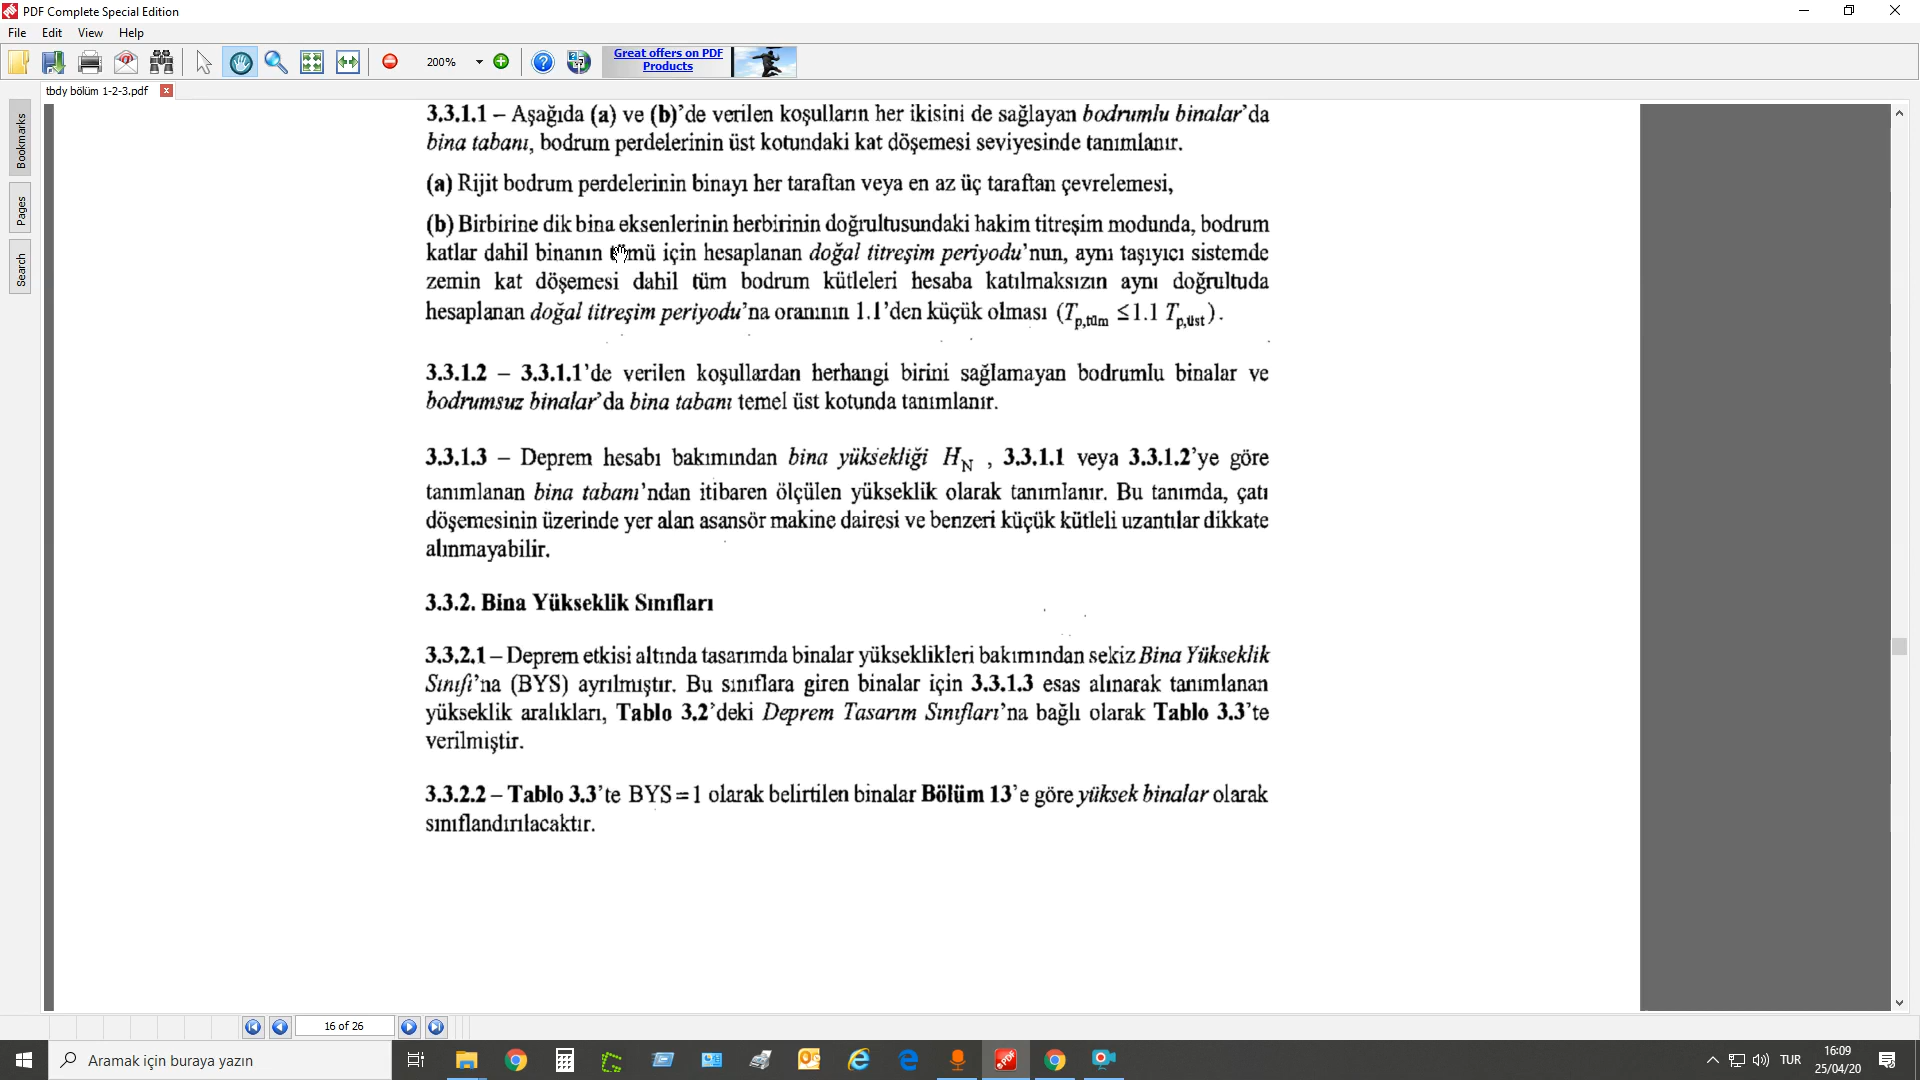 PDF Complete Special Edition
File Edit View Help
200%
Great offers on PDF
Products
tbdy bölüm 1-2-3.pdf
Bookmarks
Pages
Search
3.3.1.1 – Aşağıda (a) ve (b)'de verilen koşulların her ikisini de sağlayan bodrumlu binalar'da
bina tabanı, bodrum perdelerinin üst kotundaki kat döşemesi seviyesinde tanımlanır.
(a) Rijit bodrum perdelerinin binayı her taraftan veya en az üç taraftan çevrelemesi,
(b) Birbirine dik bina eksenlerinin herbirinin doğrultusundaki hakim titreşim modunda, bodrum
katlar dahil binanın tümü için hesaplanan doğal titreşim periyodu'nun, aynı taşıyıcı sistemde
zemin kat döşemesi dahil tüm bodrum kütleleri hesaba katılmaksızın aynı doğrultuda
hesaplanan doğal titreşim periyodu'na oranının 1.1'den küçük olması (Tp,tüm ≤ 1.1 Tp,üst).
3.3.1.2 – 3.3.1.1'de verilen koşullardan herhangi birini sağlamayan bodrumlu binalar ve
bodrumsuz binalar'da bina tabanı temel üst kotunda tanımlanır.
3.3.1.3 – Deprem hesabı bakımından bina yüksekliği HN , 3.3.1.1 veya 3.3.1.2'ye göre
tanımlanan bina tabanı'ndan itibaren ölçülen yükseklik olarak tanımlanır. Bu tanımda, çatı
döşemesinin üzerinde yer alan asansör makine dairesi ve benzeri küçük kütleli uzantılar dikkate
alınmayabilir.
3.3.2. Bina Yükseklik Sınıfları
3.3.2.1 – Deprem etkisi altında tasarımda binalar yükseklikleri bakımından sekiz Bina Yükseklik
Sınıfı'na (BYS) ayrılmıştır. Bu sınıflara giren binalar için 3.3.1.3 esas alınarak tanımlanan
yükseklik aralıkları, Tablo 3.2'deki Deprem Tasarım Sınıfları'na bağlı olarak Tablo 3.3'te
verilmiştir.
3.3.2.2 – Tablo 3.3'te BYS = 1 olarak belirtilen binalar Bölüm 13'e göre yüksek binalar olarak
sınıflandırılacaktır.
16 of 26
Aramak için buraya yazın
TUR
16:09
25/04/20